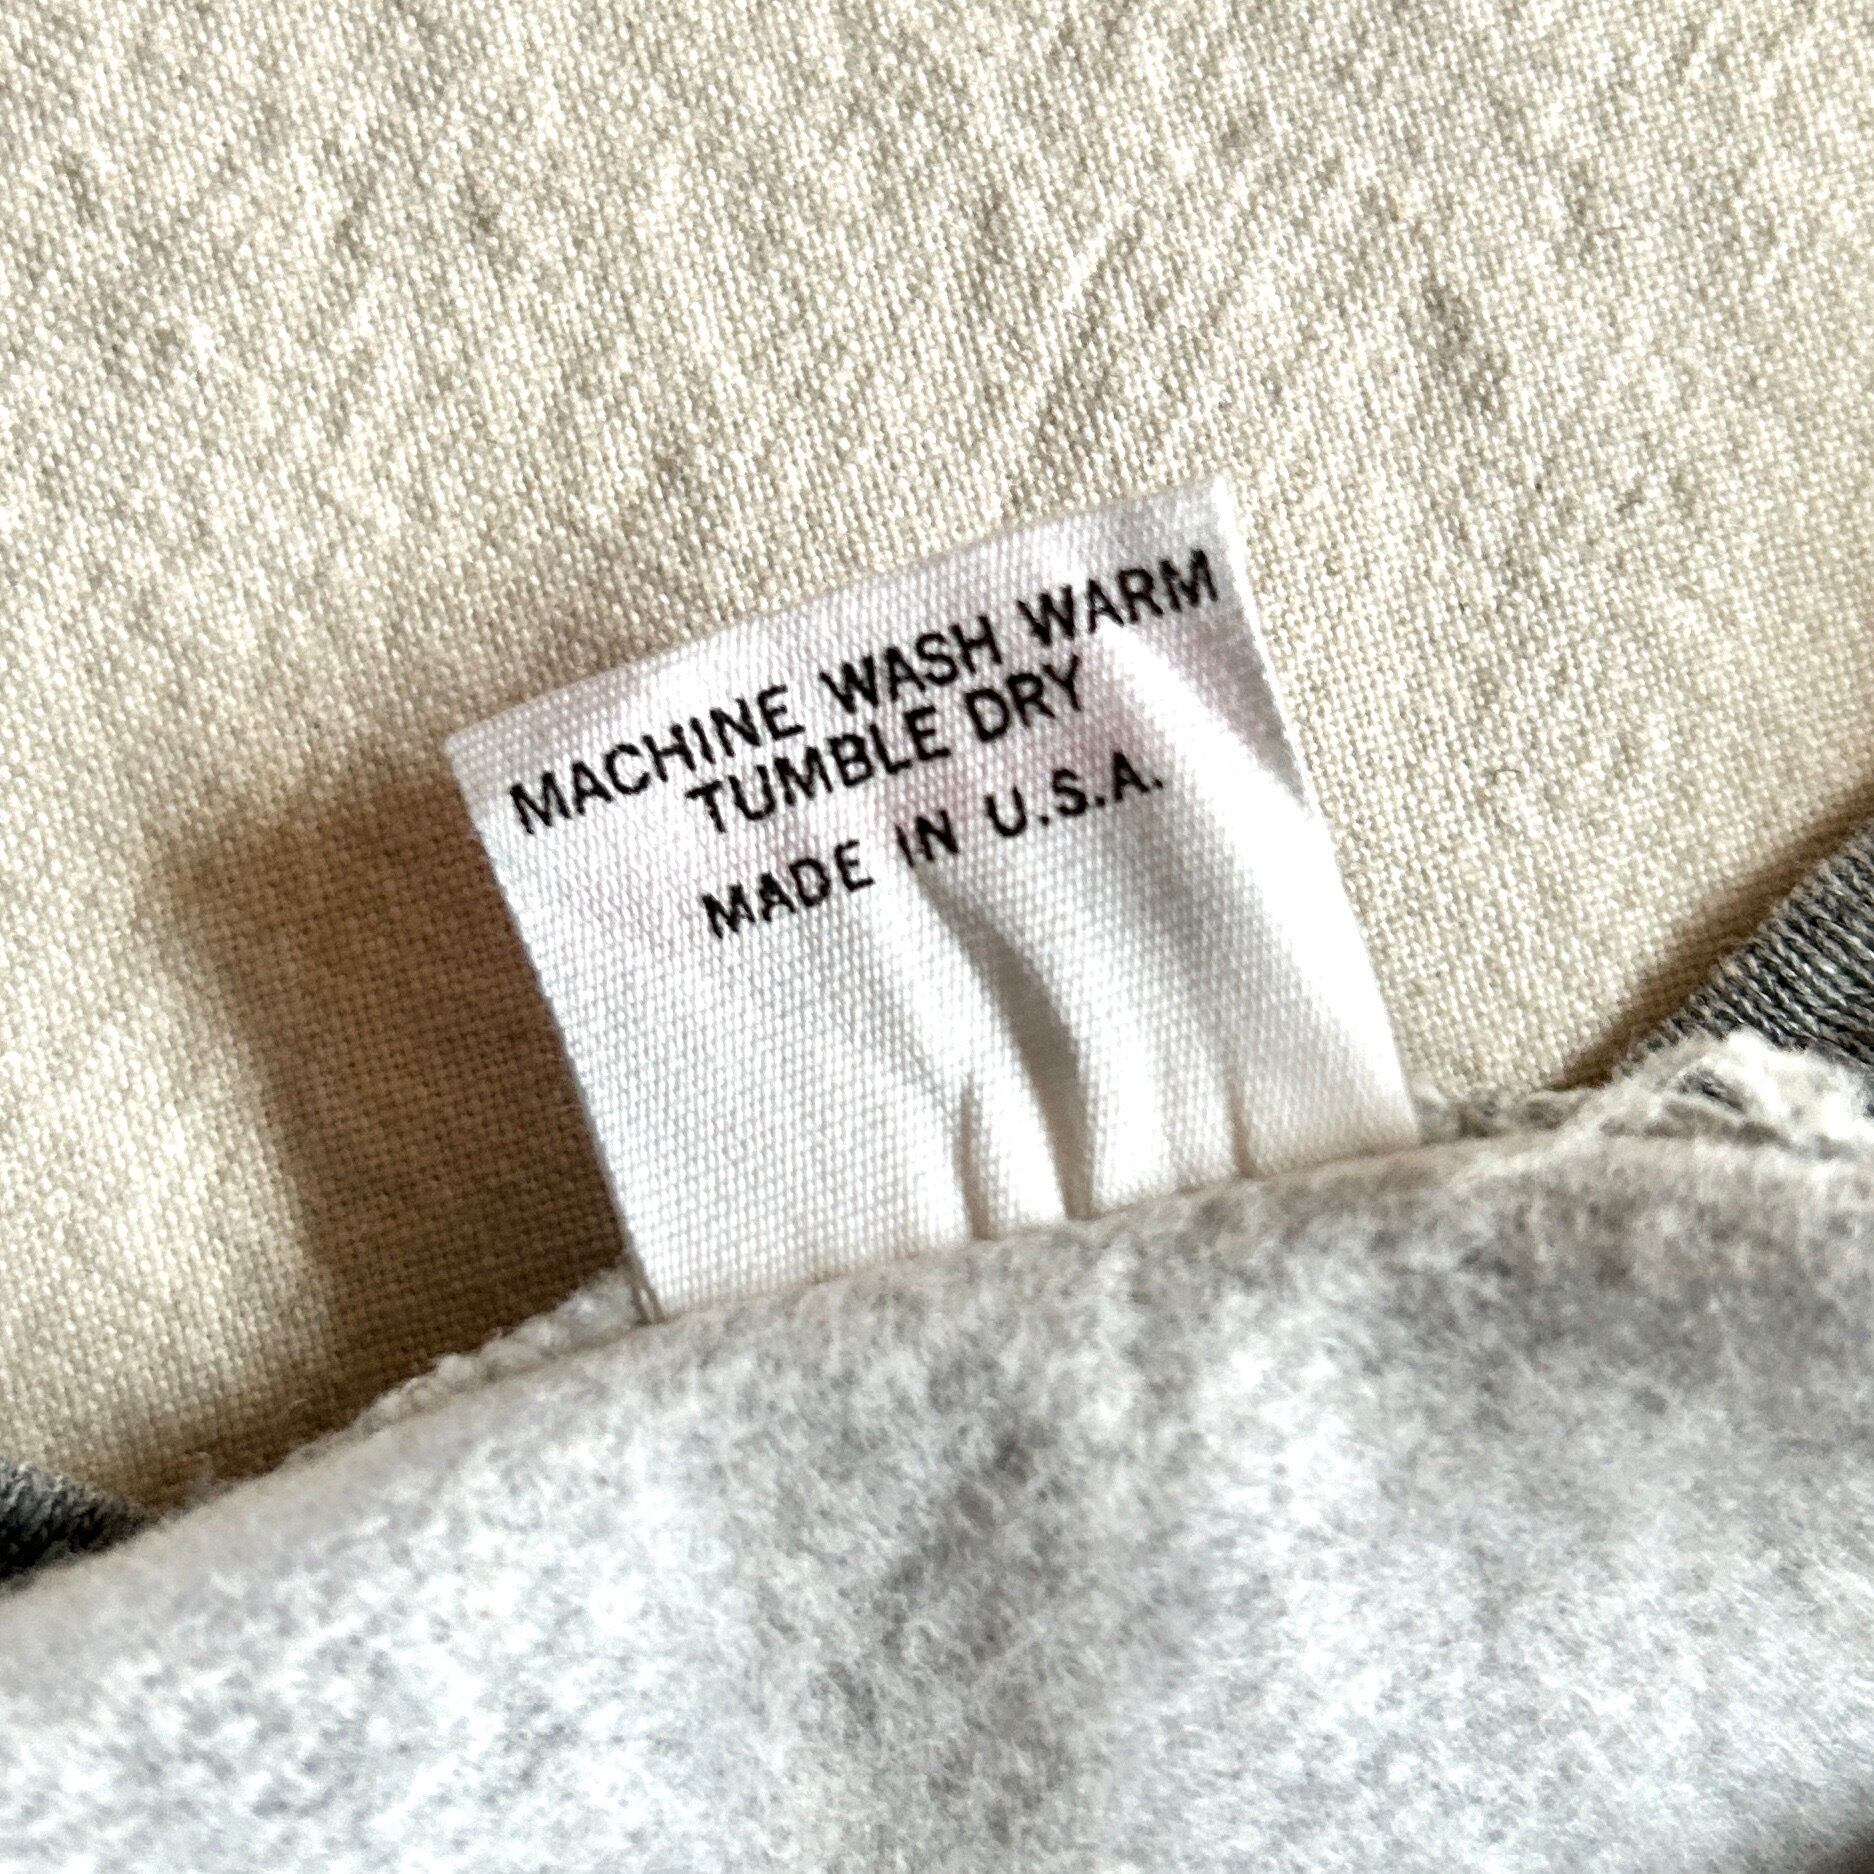 MACHINE WASH WARM
TUMBLE DRY
MADE IN U.S.A.